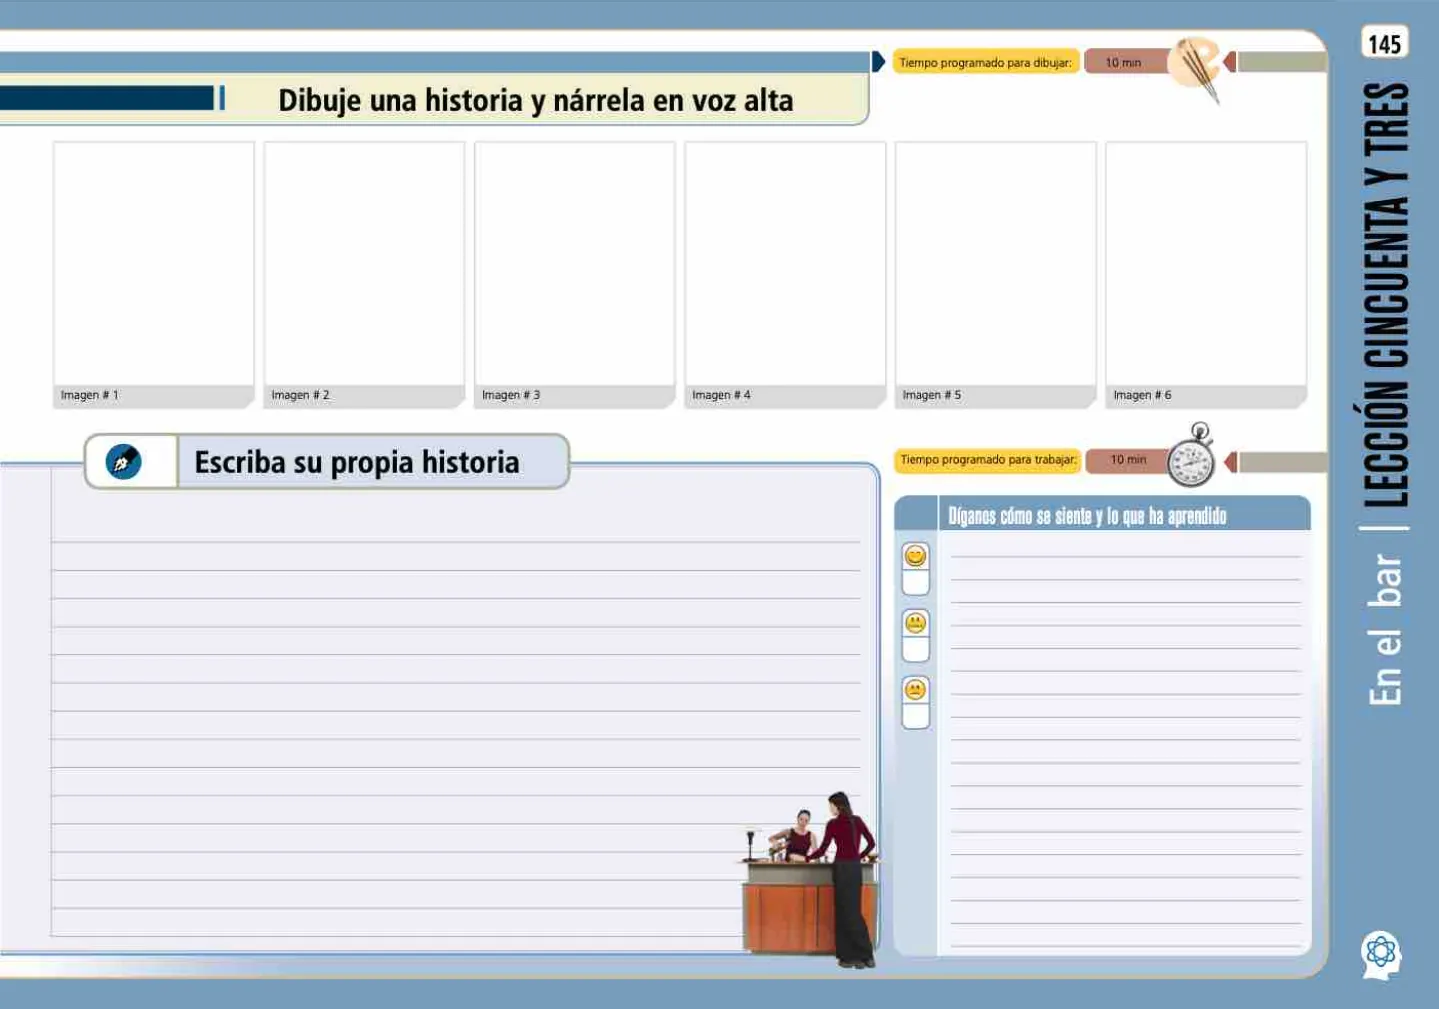 Tiempo programado para dibujar:
10 min
Dibuje una historia y nárrela en voz alta
Imagen # 1
Imagen # 2
Imagen # 3
Imagen # 4
Imagen # 5
Imagen # 6
Escriba su propia historia
Tiempo programado para trabajar:
10 min
Díganos cómo se siente y lo que ha aprendido
145
En el bar | LECCIÓN CINCUENTA Y TRES